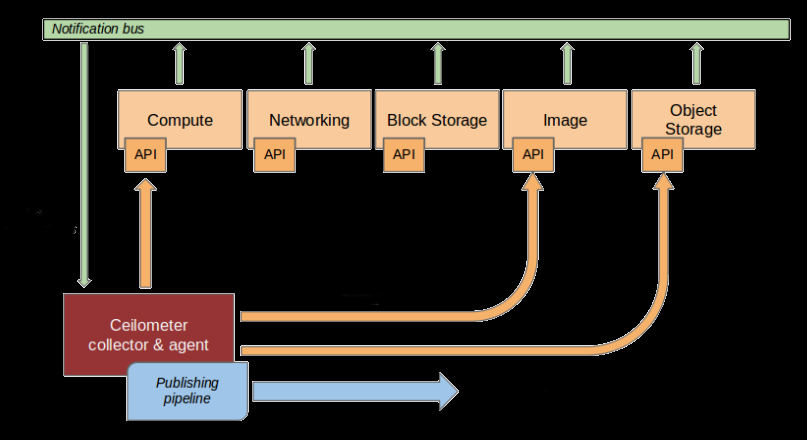 Notification bus
Compute
Networking
Block Storage
Image
Object
Storage
API
API
API
API
API
Ceilometer
collector & agent
Publishing
pipeline